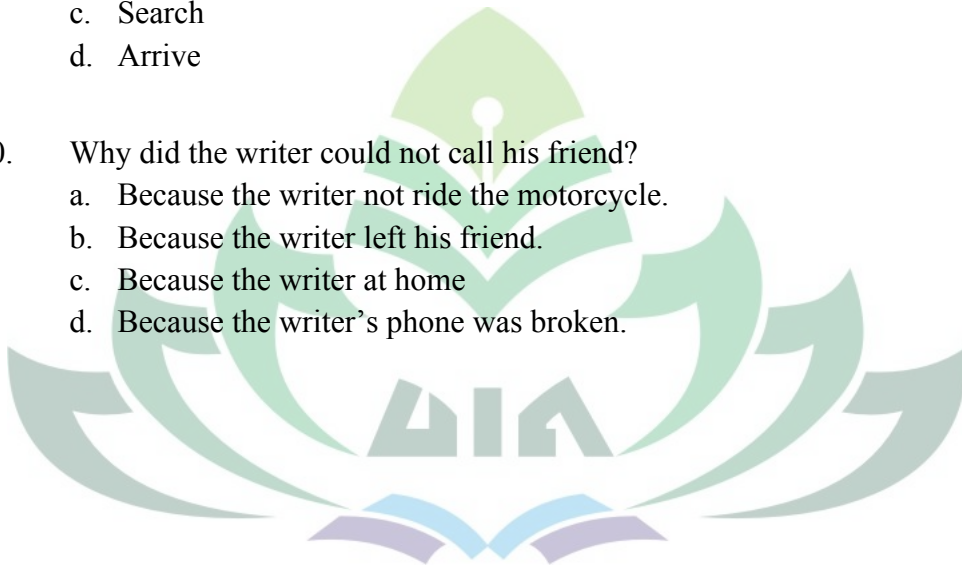 c. Search
d. Arrive
0. Why did the writer could not call his friend?
a. Because the writer not ride the motorcycle.
b. Because the writer left his friend.
c. Because the writer at home
d. Because the writer’s phone was broken.
UIN